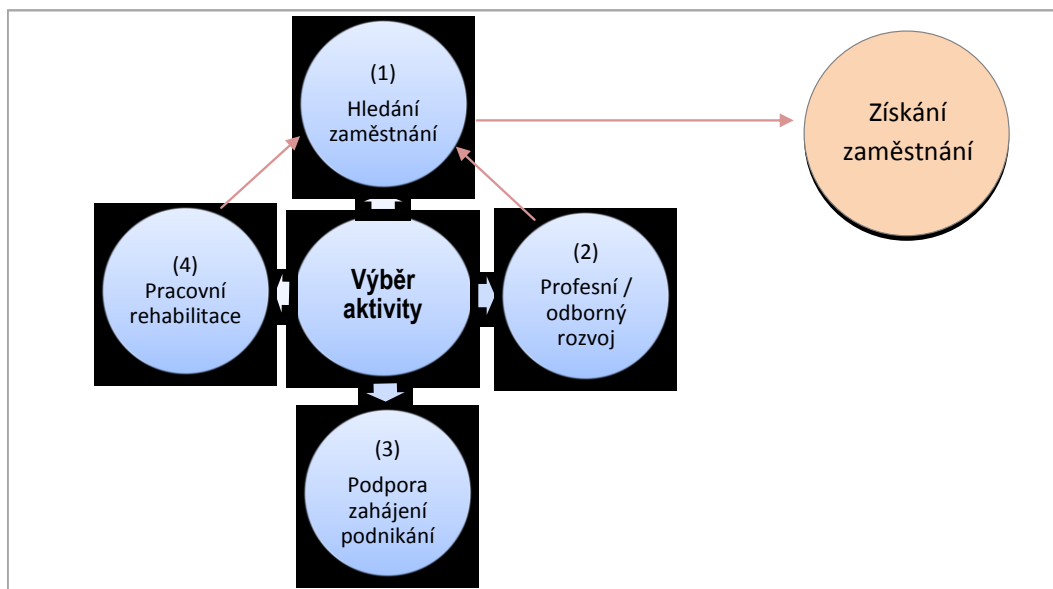 (1)
Hledání
zaměstnání
Získání
zaměstnání
(4)
Pracovní
rehabilitace
Výběr
aktivity
(2)
Profesní /
odborný
rozvoj
(3)
Podpora
zahájení
podnikání